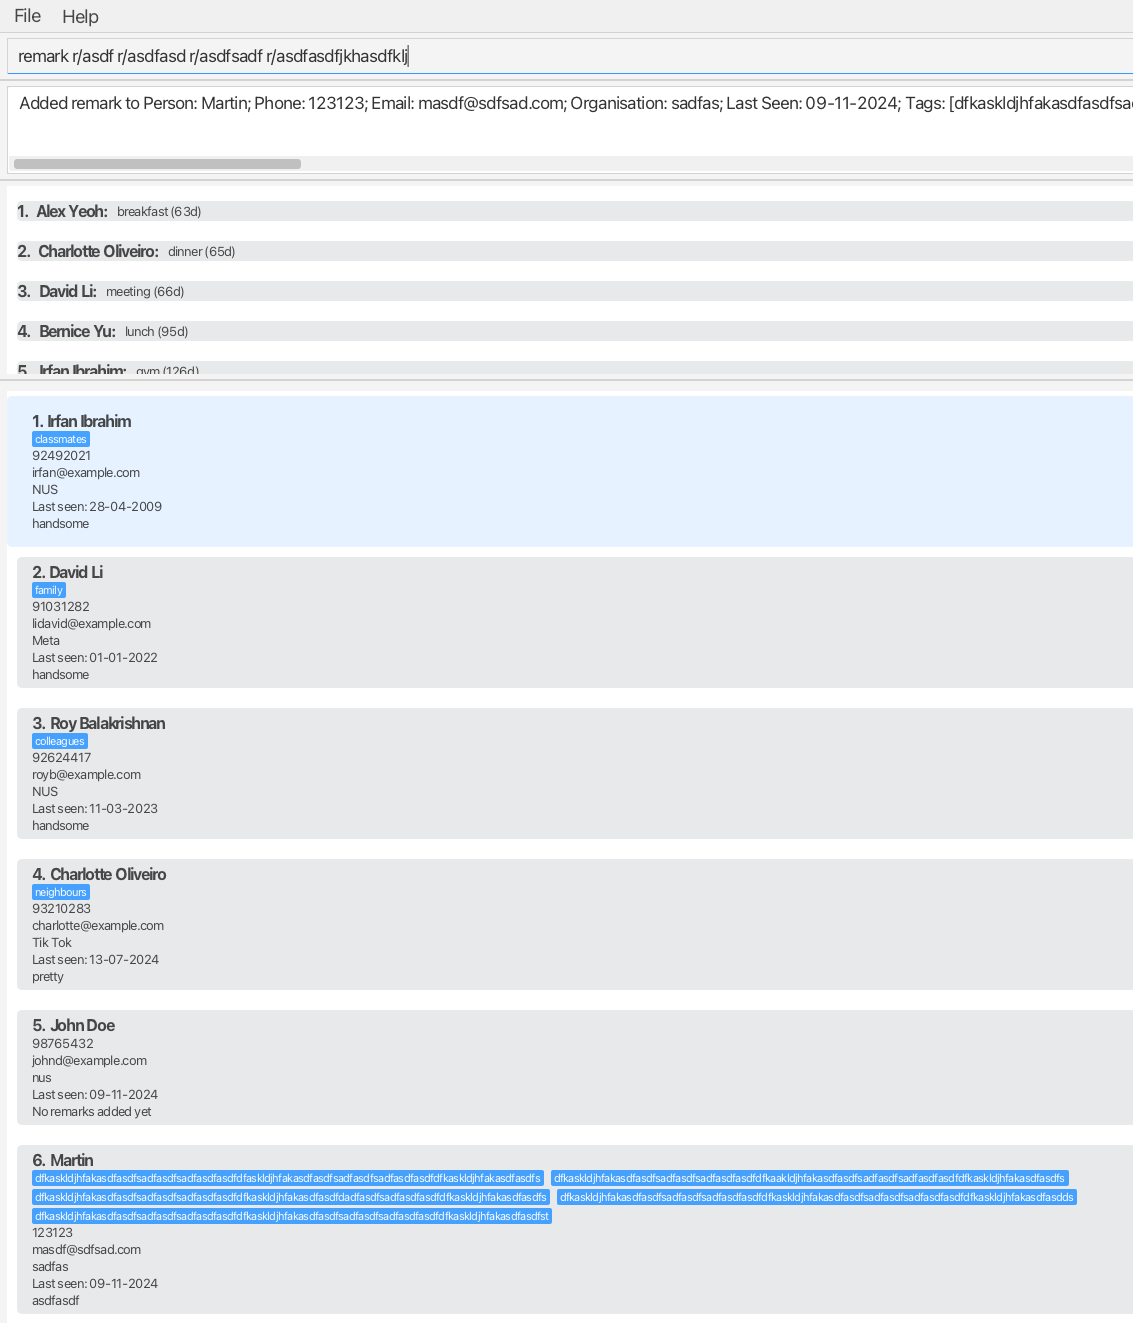 File Help
remark r/asdf r/asdfasd r/asdfsadf r/asdfasdfjkhasdfklj
Added remark to Person: Martin; Phone: 123123; Email: masdf@sdfsad.com; Organisation: sadfas; Last Seen: 09-11-2024; Tags: [dfkaskldjhfakasdfasdfsa
1. Alex Yeoh: breakfast (63d)
2. Charlotte Oliveiro: dinner (65d)
3. David Li: meeting (66d)
4. Bernice Yu: lunch (95d)
5. Irfan Ibrahim: gym (126d)
1. Irfan Ibrahim
classmates
92492021
irfan@example.com
NUS
Last seen: 28-04-2009
handsome
2. David Li
family
91031282
lidavid@example.com
Meta
Last seen: 01-01-2022
handsome
3. Roy Balakrishnan
colleagues
92624417
royb@example.com
NUS
Last seen: 11-03-2023
handsome
4. Charlotte Oliveiro
neighbours
93210283
charlotte@example.com
Tik Tok
Last seen: 13-07-2024
pretty
5. John Doe
98765432
johnd@example.com
nus
Last seen: 09-11-2024
No remarks added yet
6. Martin
dfkaskldjhfakasdfasdfsadfasdfsadfasdfasdfdfaskldjhfakasdfasdfsadfasdfsadfasdfasdfasdfdfkaskldjhfakasdfasdfs dfkaskldjhfakasdfasdfsadfasdfsadfasdfasdfdfkaakldjhfakasdfasdfsadfasdfsadfasdfasdfdfkaskldjhfakasdfasdfs
dfkaskldjhfakasdfasdfsadfasdfsadfasdfasdfdfkaskldjhfakasdfasdfdadfasdfsadfasdfasdfdfkaskldjhfakasdfasdfs dfkaskldjhfakasdfasdfsadfasdfsadfasdfasdfdfkaskldjhfakasdfasdfsadfasdfsadfasdfasdfdfkaskldjhfakasdfasdds
dfkaskldjhfakasdfasdfsadfasdfsadfasdfasdfdfkaskldjhfakasdfasdfsadfasdfsadfasdfasdfdfkaskldjhfakasdfasdfst
123123
masdf@sdfsad.com
sadfas
Last seen: 09-11-2024
asdfasdf